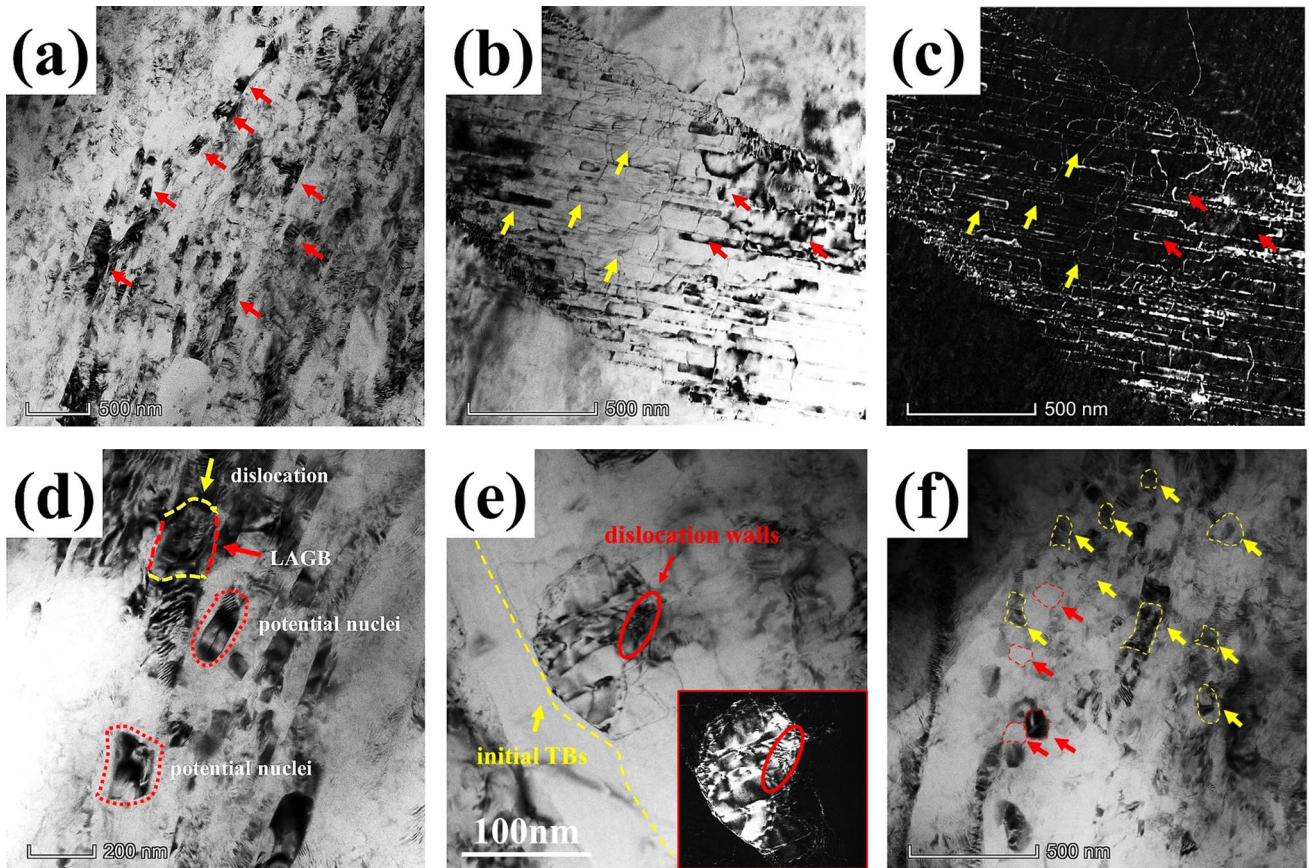 (a)
500 nm
(b)
500 nm
(c)
500 nm
(d)
dislocation
LAGB
potential nuclei
potential nuclei
200 nm
(e)
dislocation walls
initial TBs
100nm
(f)
500 nm